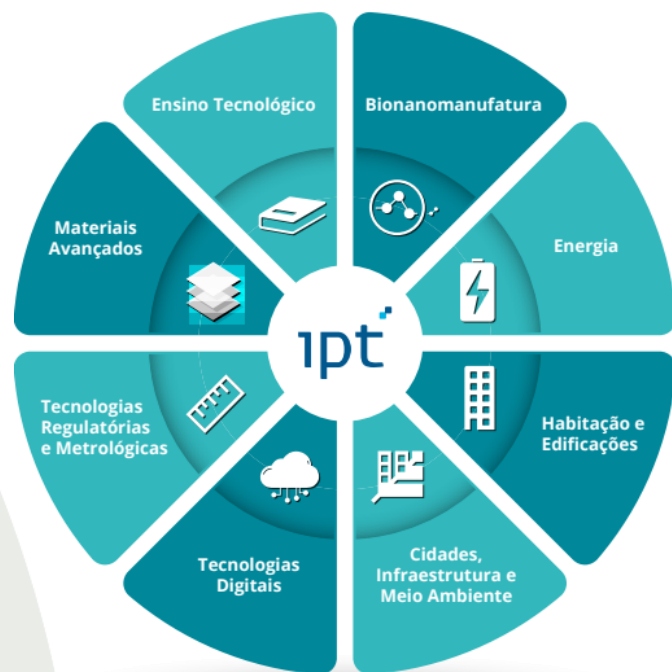 Ensino Tecnológico
Bionanomanufatura
Materiais
Avançados
Energia
ipt
Tecnologias
Regulatórias
e Metrológicas
Habitação e
Edificações
Tecnologias
Digitais
Cidades,
Infraestrutura e
Meio Ambiente